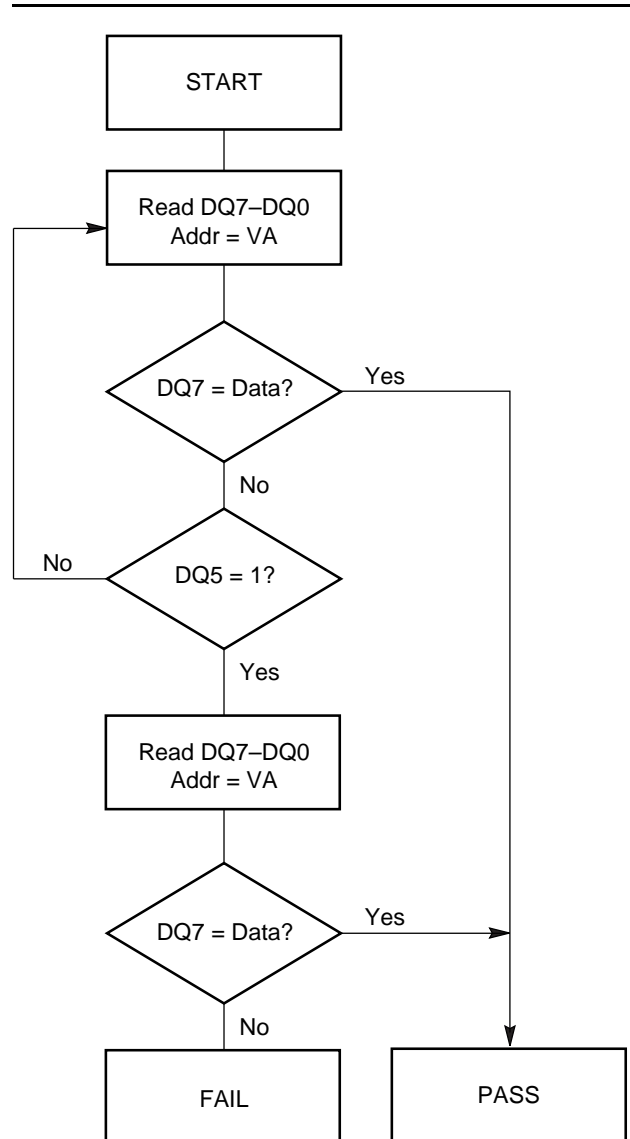 START
Read DQ7–DQ0
Addr = VA
DQ7 = Data?
Yes
No
No
DQ5 = 1?
Yes
Read DQ7–DQ0
Addr = VA
DQ7 = Data?
Yes
No
FAIL
PASS